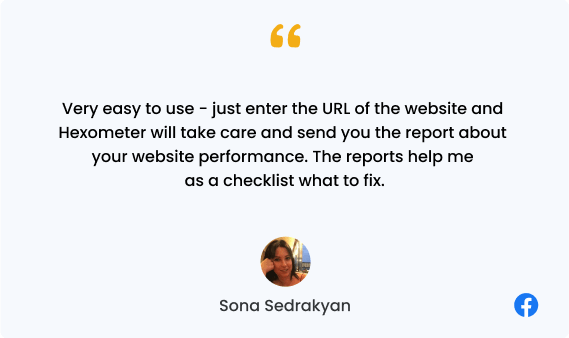 Very easy to use - just enter the URL of the website and
Hexometer will take care and send you the report about
your website performance. The reports help me
as a checklist what to fix.
Sona Sedrakyan